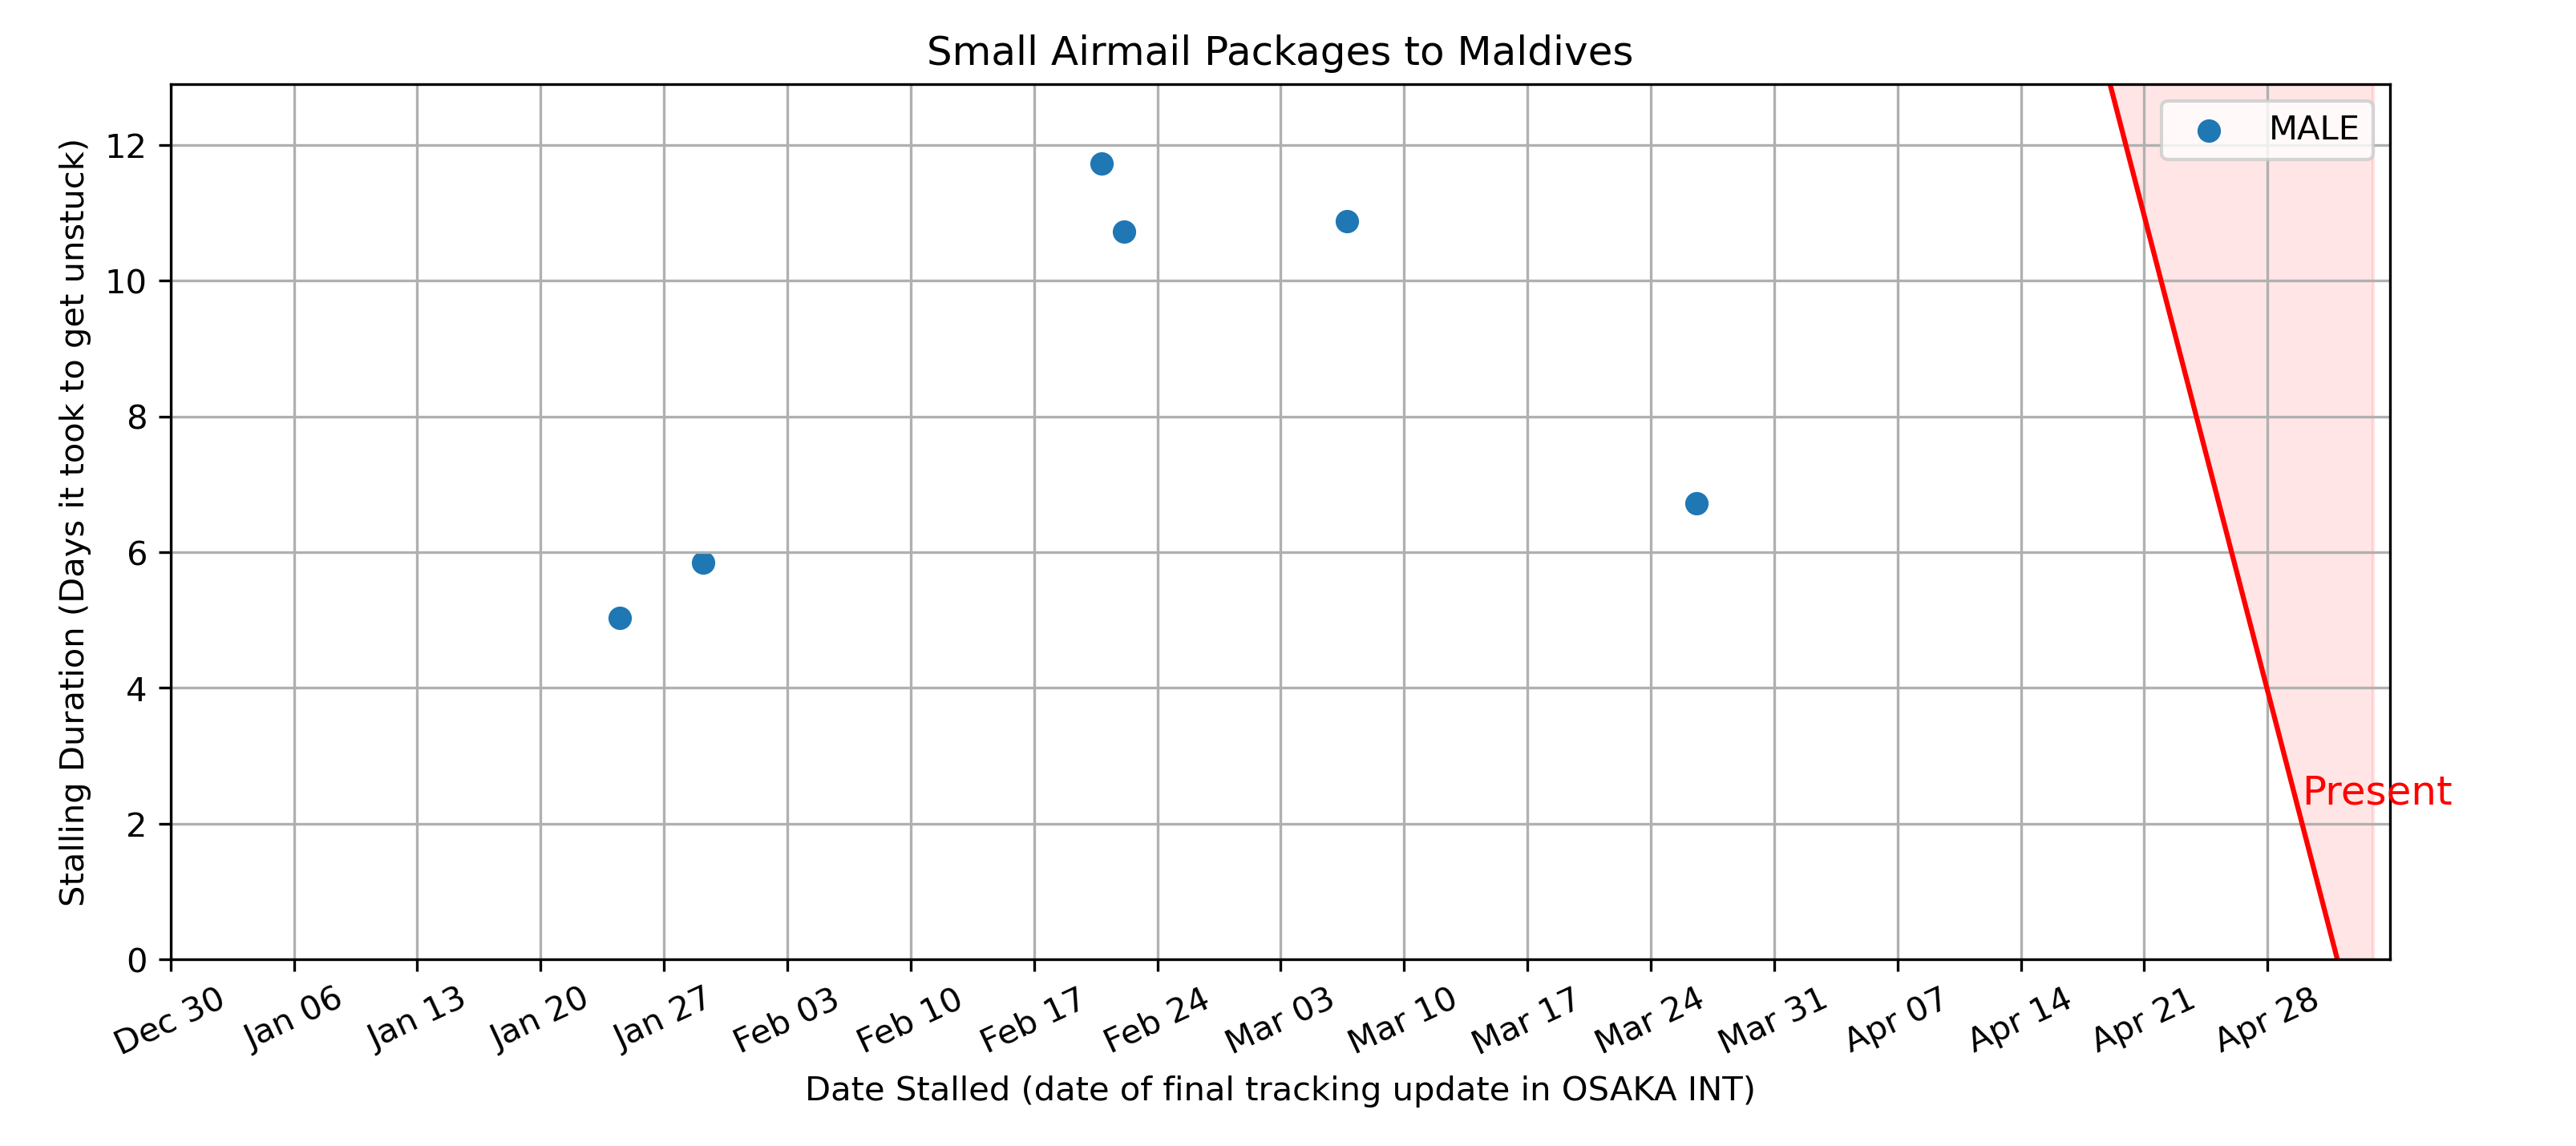 Small Airmail Packages to Maldives
MALE
Stalling Duration (Days it took to get unstuck)
12
10
8
6
4
2
0
Present
Dec 30
Jan 06
Jan 13
Jan 20
Jan 27
Feb 03
Feb 10
Feb 17
Feb 24
Mar 03
Mar 10
Mar 17
Mar 24
Mar 31
Apr 07
Apr 14
Apr 21
Apr 28
Date Stalled (date of final tracking update in OSAKA INT)